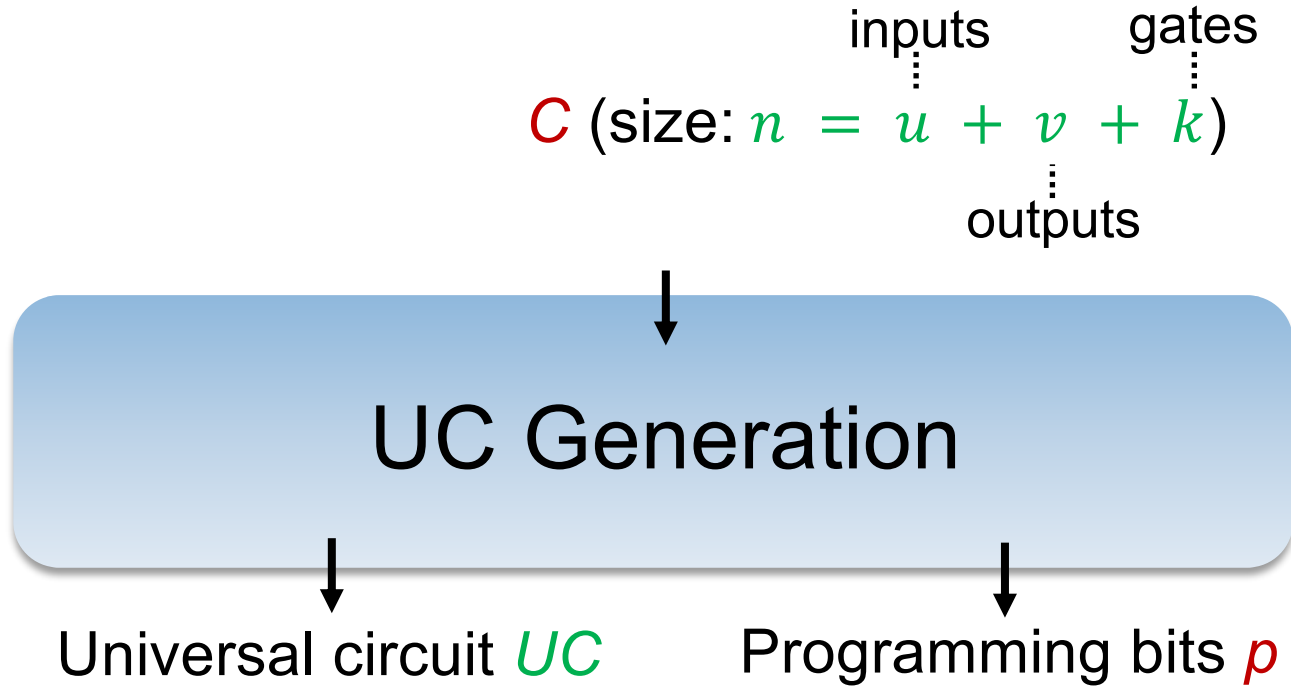 inputs gates
C (size: n = u + v + k)
outputs
UC Generation
Universal circuit UC Programming bits p